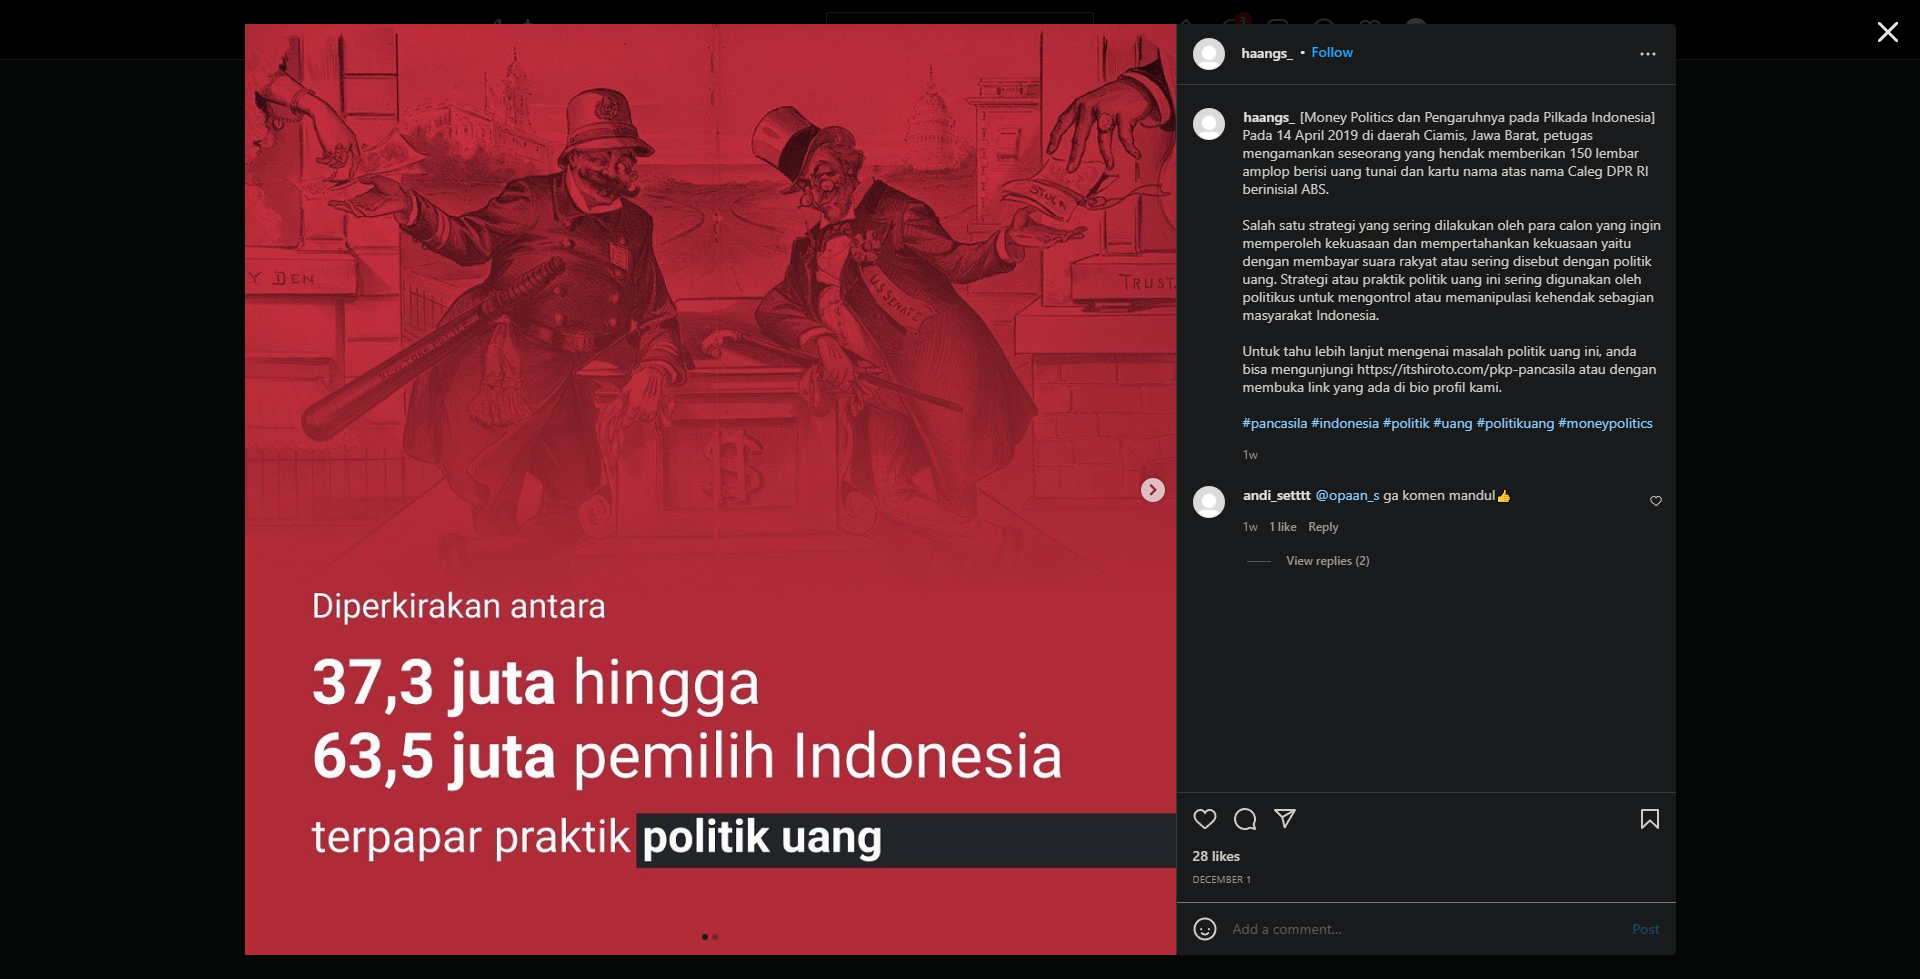 Y DEN
STOCK
TRUST
US SENATE
Diperkirakan antara
37,3 juta hingga
63,5 juta pemilih Indonesia
terpapar praktik politik uang
haangs_ • Follow
haangs_ [Money Politics dan Pengaruhnya pada Pilkada Indonesia]
Pada 14 April 2019 di daerah Ciamis, Jawa Barat, petugas
mengamankan seseorang yang hendak memberikan 150 lembar
amplop berisi uang tunai dan kartu nama atas nama Caleg DPR RI
berinisial ABS.
Salah satu strategi yang sering dilakukan oleh para calon yang ingin
memperoleh kekuasaan dan mempertahankan kekuasaan yaitu
dengan membayar suara rakyat atau sering disebut dengan politik
uang. Strategi atau praktik politik uang ini sering digunakan oleh
politikus untuk mengontrol atau memanipulasi kehendak sebagian
masyarakat Indonesia.
Untuk tahu lebih lanjut mengenai masalah politik uang ini, anda
bisa mengunjungi https://itshiroto.com/pkp-pancasila atau dengan
membuka link yang ada di bio profil kami.
#pancasila #indonesia #politik #uang #politikuang #moneypolitics
1w
andi_setttt @opaan_s ga komen mandul👍
1w 1 like Reply
View replies (2)
28 likes
DECEMBER 1
Add a comment...
Post